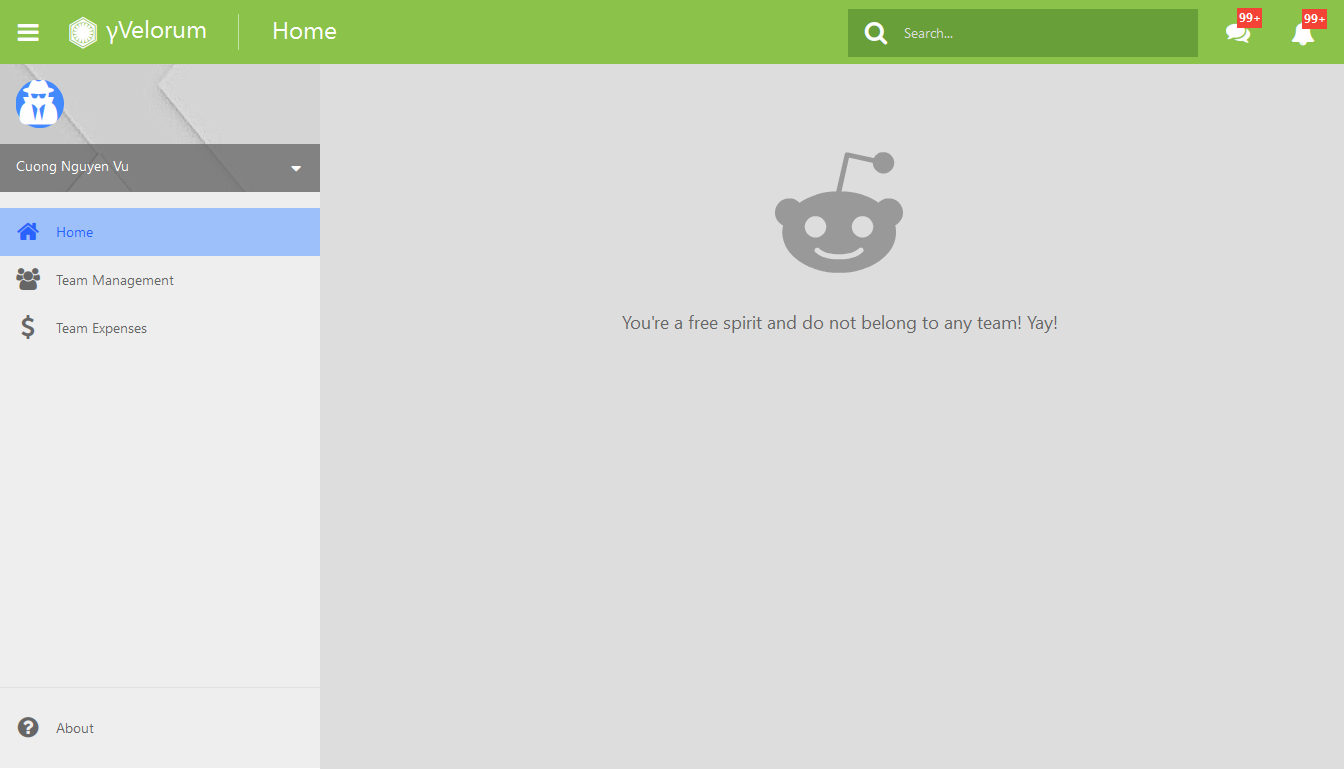 γVelorum
Home
Search...
99+
99+
Cuong Nguyen Vu
Home
Team Management
Team Expenses
You're a free spirit and do not belong to any team! Yay!
About